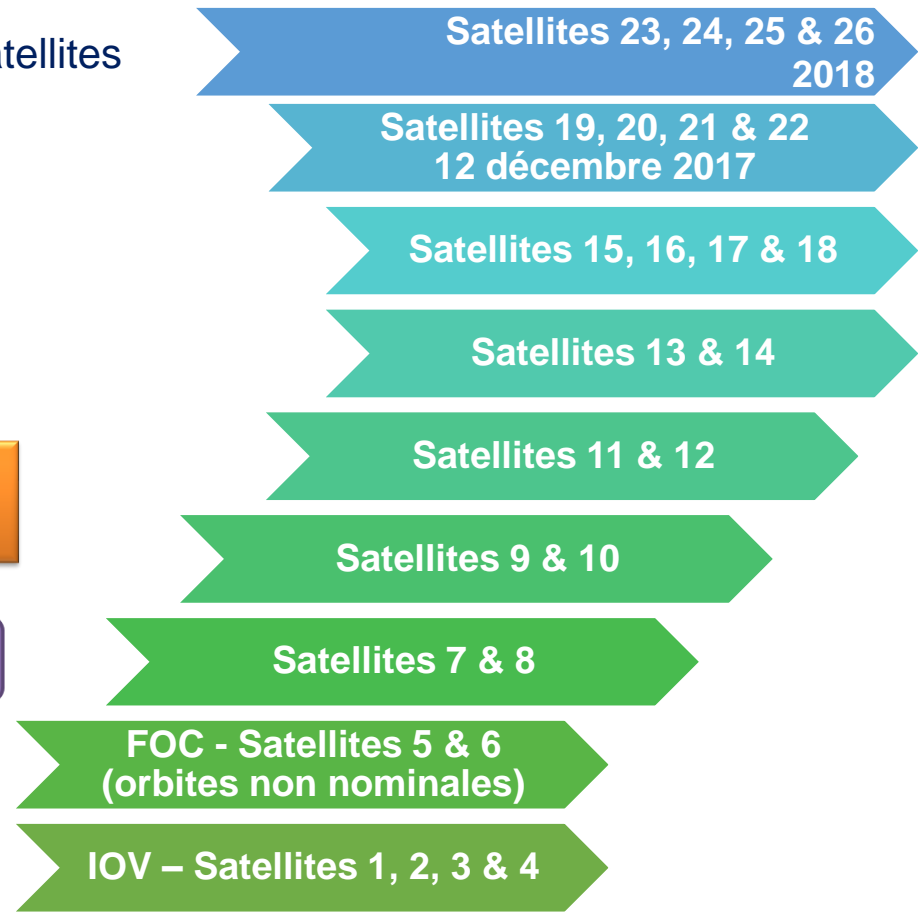 Satellites 23, 24, 25 & 26
2018
Satellites 19, 20, 21 & 22
12 décembre 2017
Satellites 15, 16, 17 & 18
Satellites 13 & 14
Satellites 11 & 12
Satellites 9 & 10
Satellites 7 & 8
FOC - Satellites 5 & 6
(orbites non nominales)
IOV – Satellites 1, 2, 3 & 4